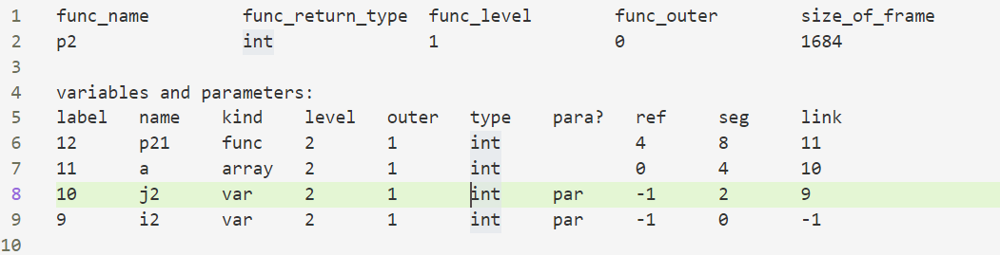 1 func_name func_return_type func_level func_outer size_of_frame
2 p2 int 1 0 1684
3
4 variables and parameters:
5 label name kind level outer type para? ref seg link
6 12 p21 func 2 1 int 4 8 11
7 11 a array 2 1 int 0 4 10
8 10 j2 var 2 1 int par -1 2 9
9 9 i2 var 2 1 int par -1 0 -1
10